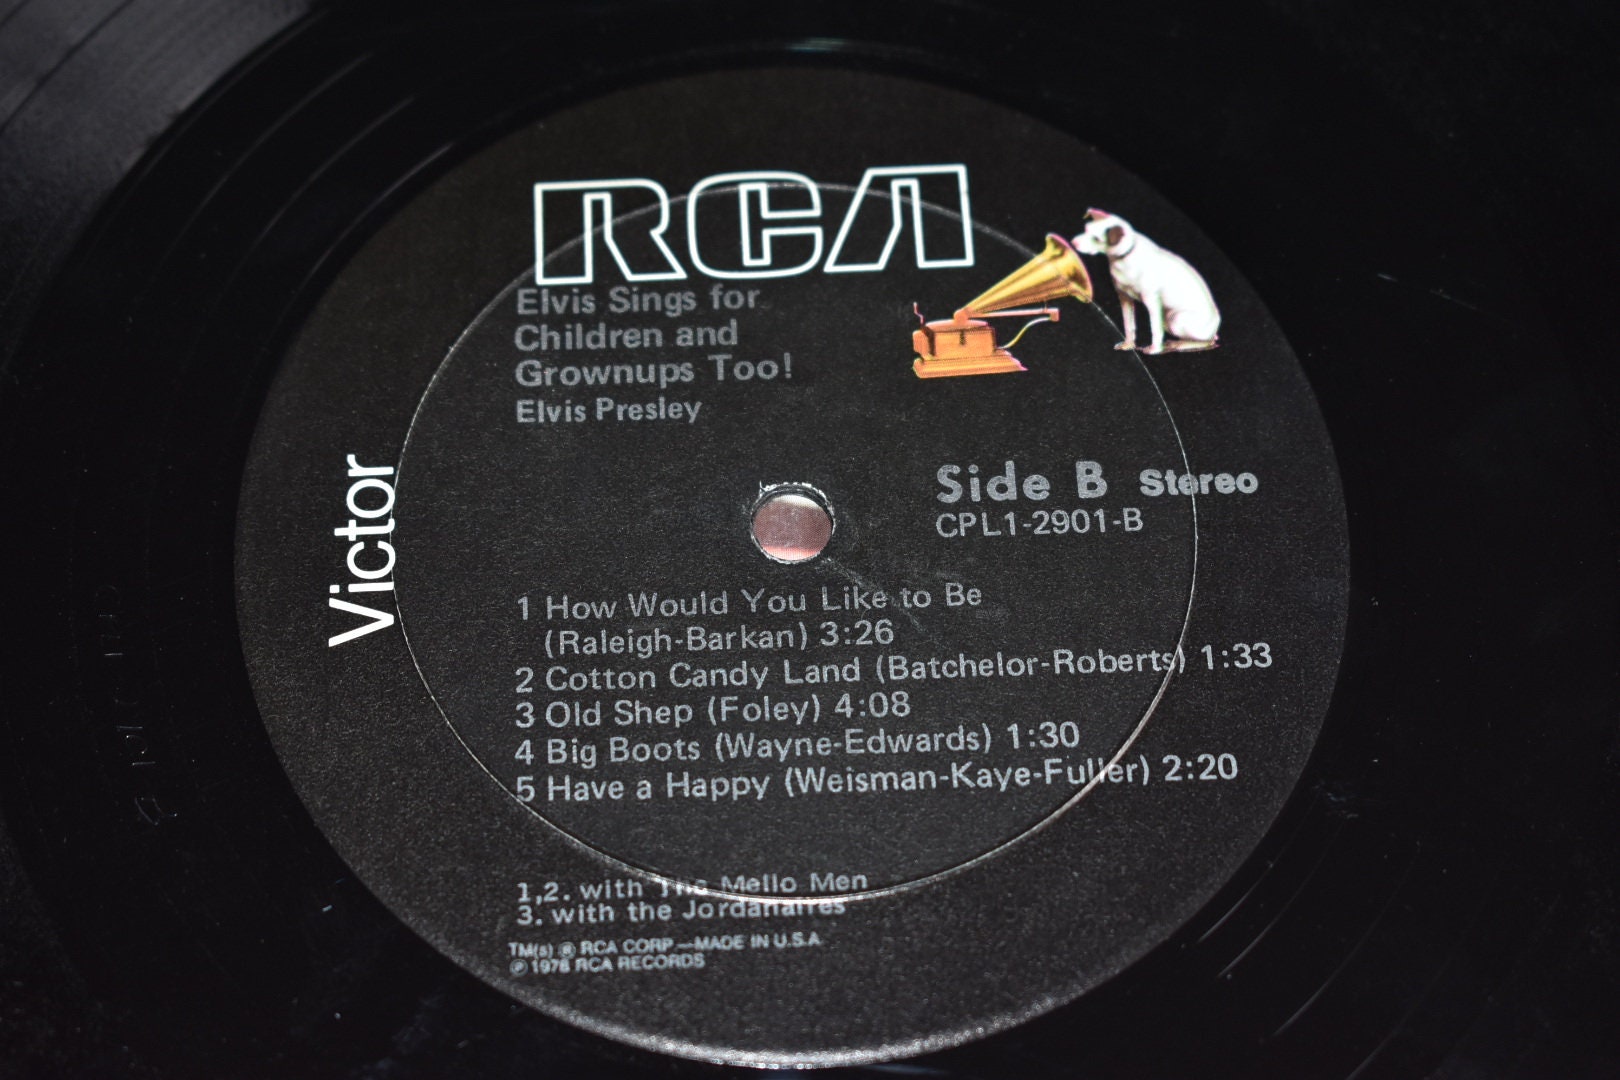 RCA
Elvis Sings for
Children and
Grownups Too!
Elvis Presley
Victor
Side B Stereo
CPL1-2901-B
1 How Would You Like to Be
(Raleigh-Barkan) 3:26
2 Cotton Candy Land (Batchelor-Roberts) 1:33
3 Old Shep (Foley) 4:08
4 Big Boots (Wayne-Edwards) 1:30
5 Have a Happy (Weisman-Kaye-Fuller) 2:20
1,2. with The Mello Men
3. with the Jordanaires
TM(s) ® RCA CORP.—MADE IN U.S.A
℗ 1978 RCA RECORDS